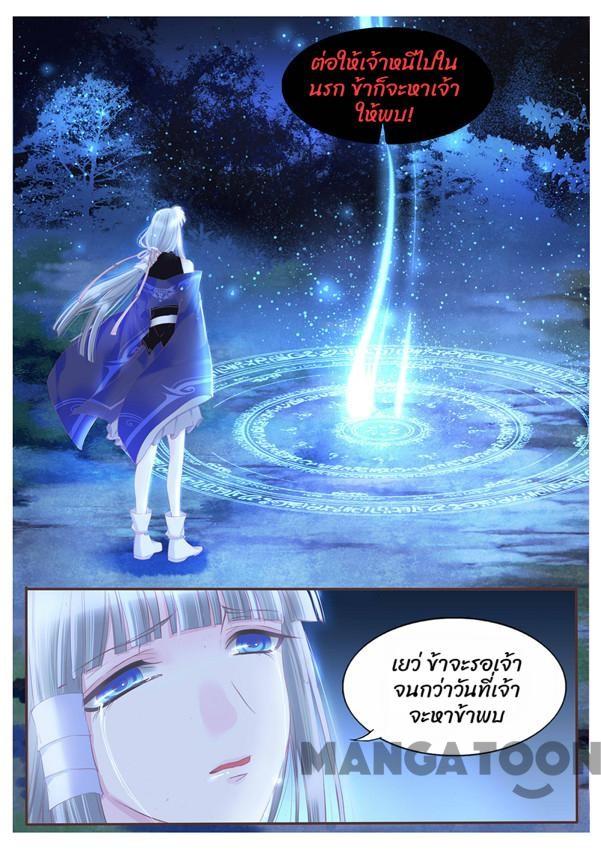 ต่อให้เจ้าหนีไปใน
นรก ข้าก็จะหาเจ้า
ให้พบ!
เยว่ ข้าจะรอเจ้า
จนกว่าวันที่เจ้า
จะหาข้าพบ
MANGATOON